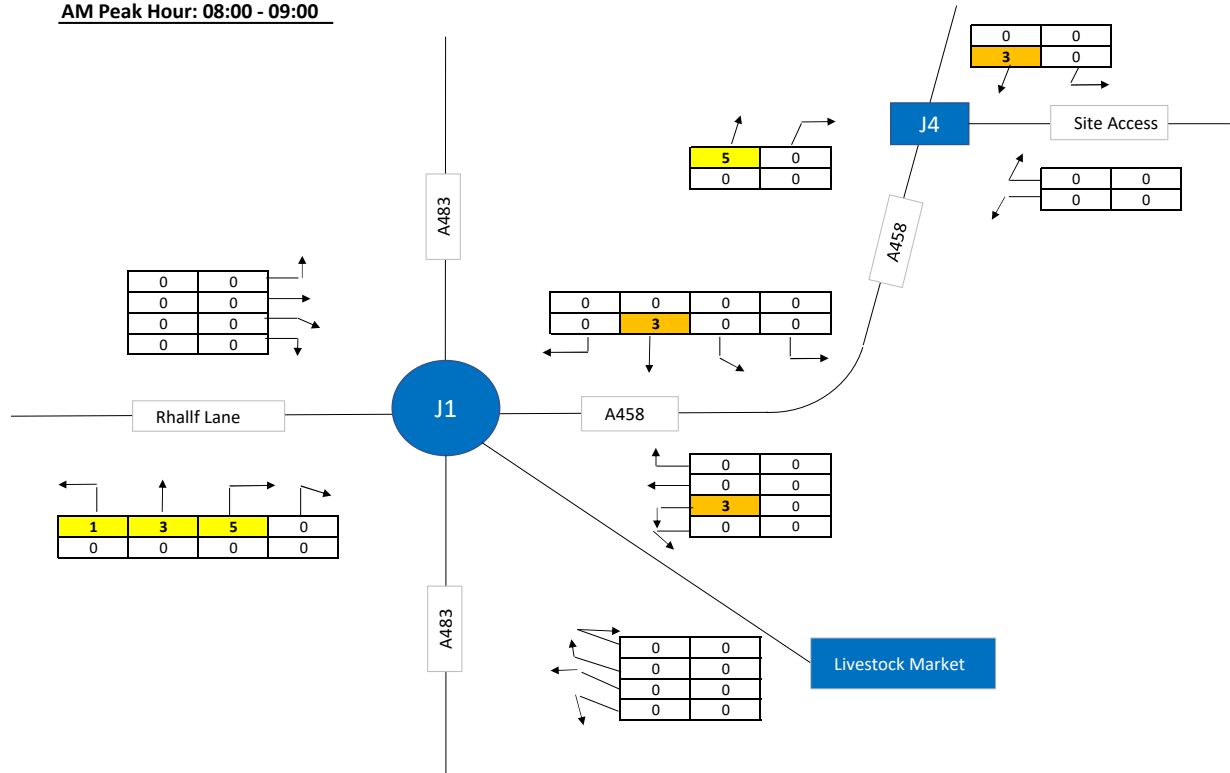 AM Peak Hour: 08:00 - 09:00
0 0
3 0
J4
Site Access
5 0
0 0
0 0
0 0
A483
A458
0 0
0 0
0 0
0 0
0 0 0 0
0 3 0 0
Rhallf Lane
J1
A458
0 0
0 0
3 0
0 0
1 3 5 0
0 0 0 0
A483
0 0
0 0
0 0
0 0
Livestock Market